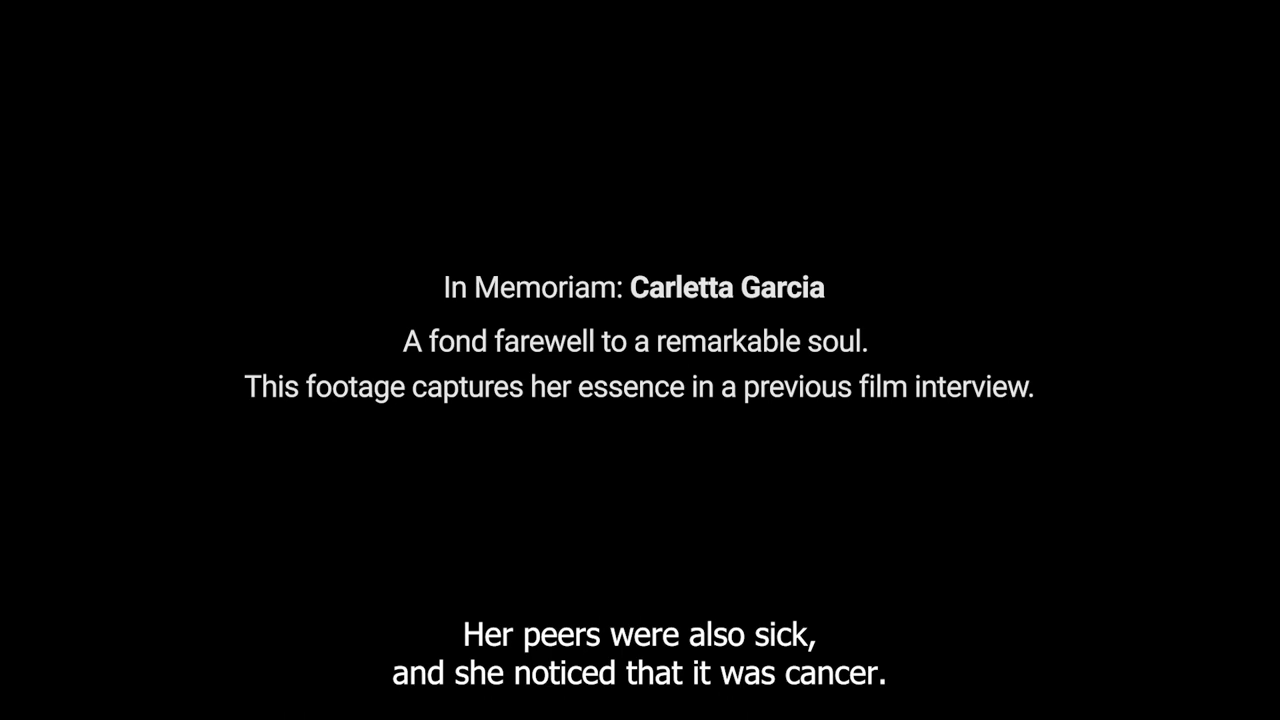 In Memoriam: Carletta Garcia
A fond farewell to a remarkable soul.
This footage captures her essence in a previous film interview.
Her peers were also sick,
and she noticed that it was cancer.